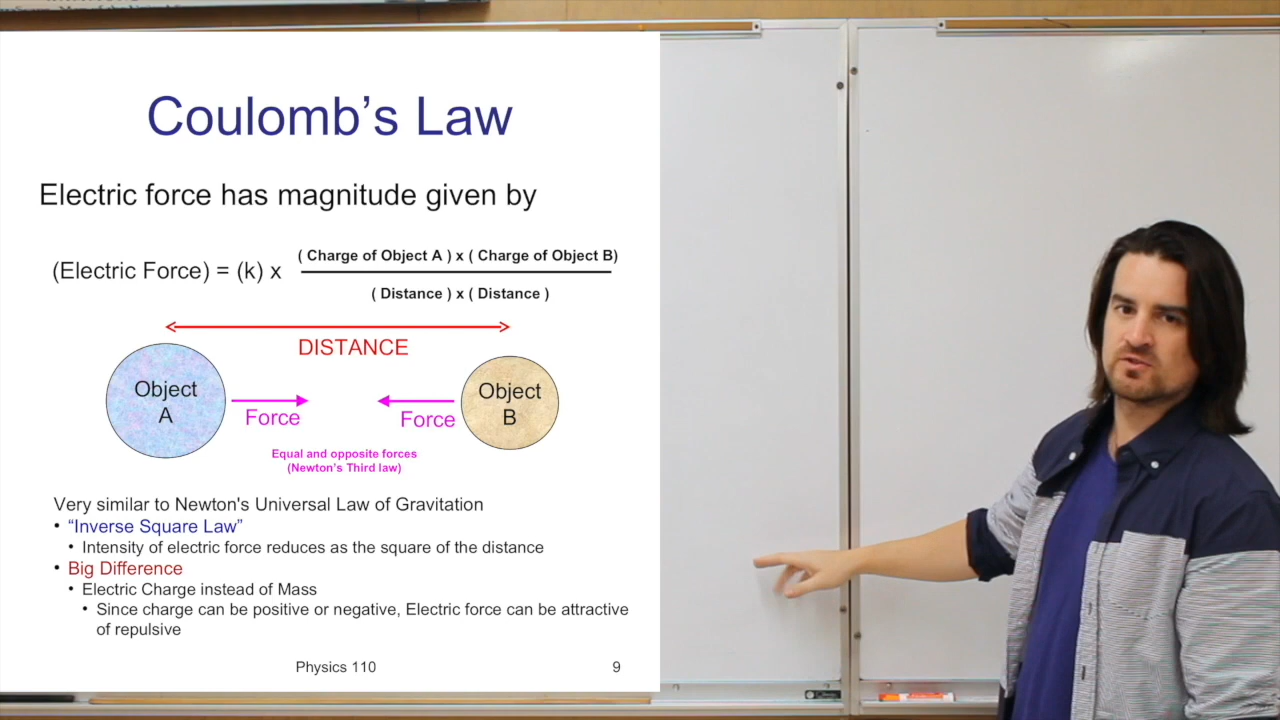 Coulomb’s Law
Electric force has magnitude given by
(Electric Force) = (k) x
( Charge of Object A ) x ( Charge of Object B)
( Distance ) x ( Distance )
DISTANCE
Object
A
Force
Force
Object
B
Equal and opposite forces
(Newton’s Third law)
Very similar to Newton's Universal Law of Gravitation
• “Inverse Square Law”
• Intensity of electric force reduces as the square of the distance
• Big Difference
• Electric Charge instead of Mass
• Since charge can be positive or negative, Electric force can be attractive
of repulsive
Physics 110
9